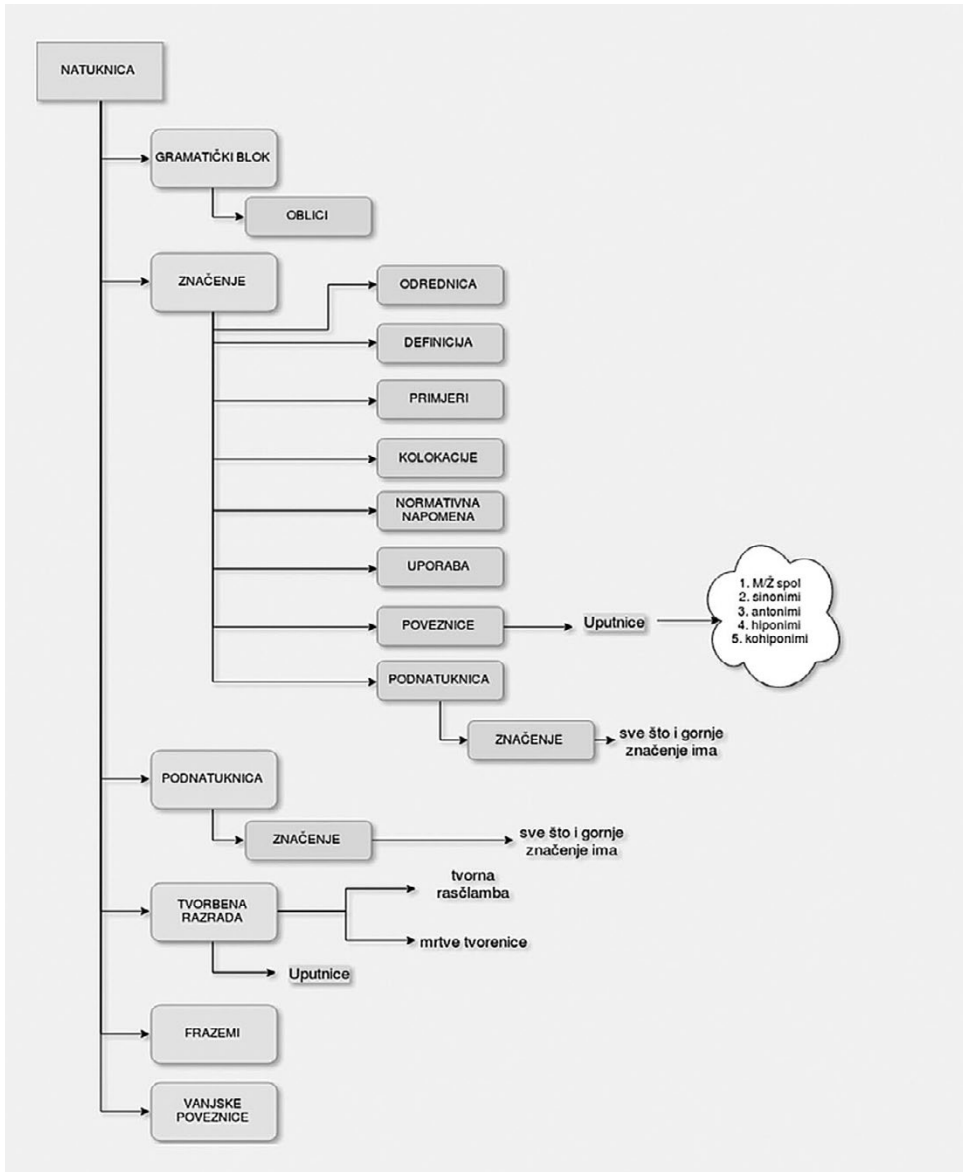 NATUKNICA
GRAMATIČKI BLOK
OBLICI
ZNAČENJE
ODREDNICA
DEFINICIJA
PRIMJERI
KOLOKACIJE
NORMATIVNA
NAPOMENA
UPORABA
POVEZNICE
Uputnice
1. M/Ž spol
2. sinonimi
3. antonimi
4. hiponimi
5. kohiponimi
PODNATUKNICA
ZNAČENJE
sve što i gornje
značenje ima
PODNATUKNICA
ZNAČENJE
sve što i gornje
značenje ima
TVORBENA
RAZRADA
tvorna
rasčlamba
mrtve tvorenice
Uputnice
FRAZEMI
VANJSKE
POVEZNICE